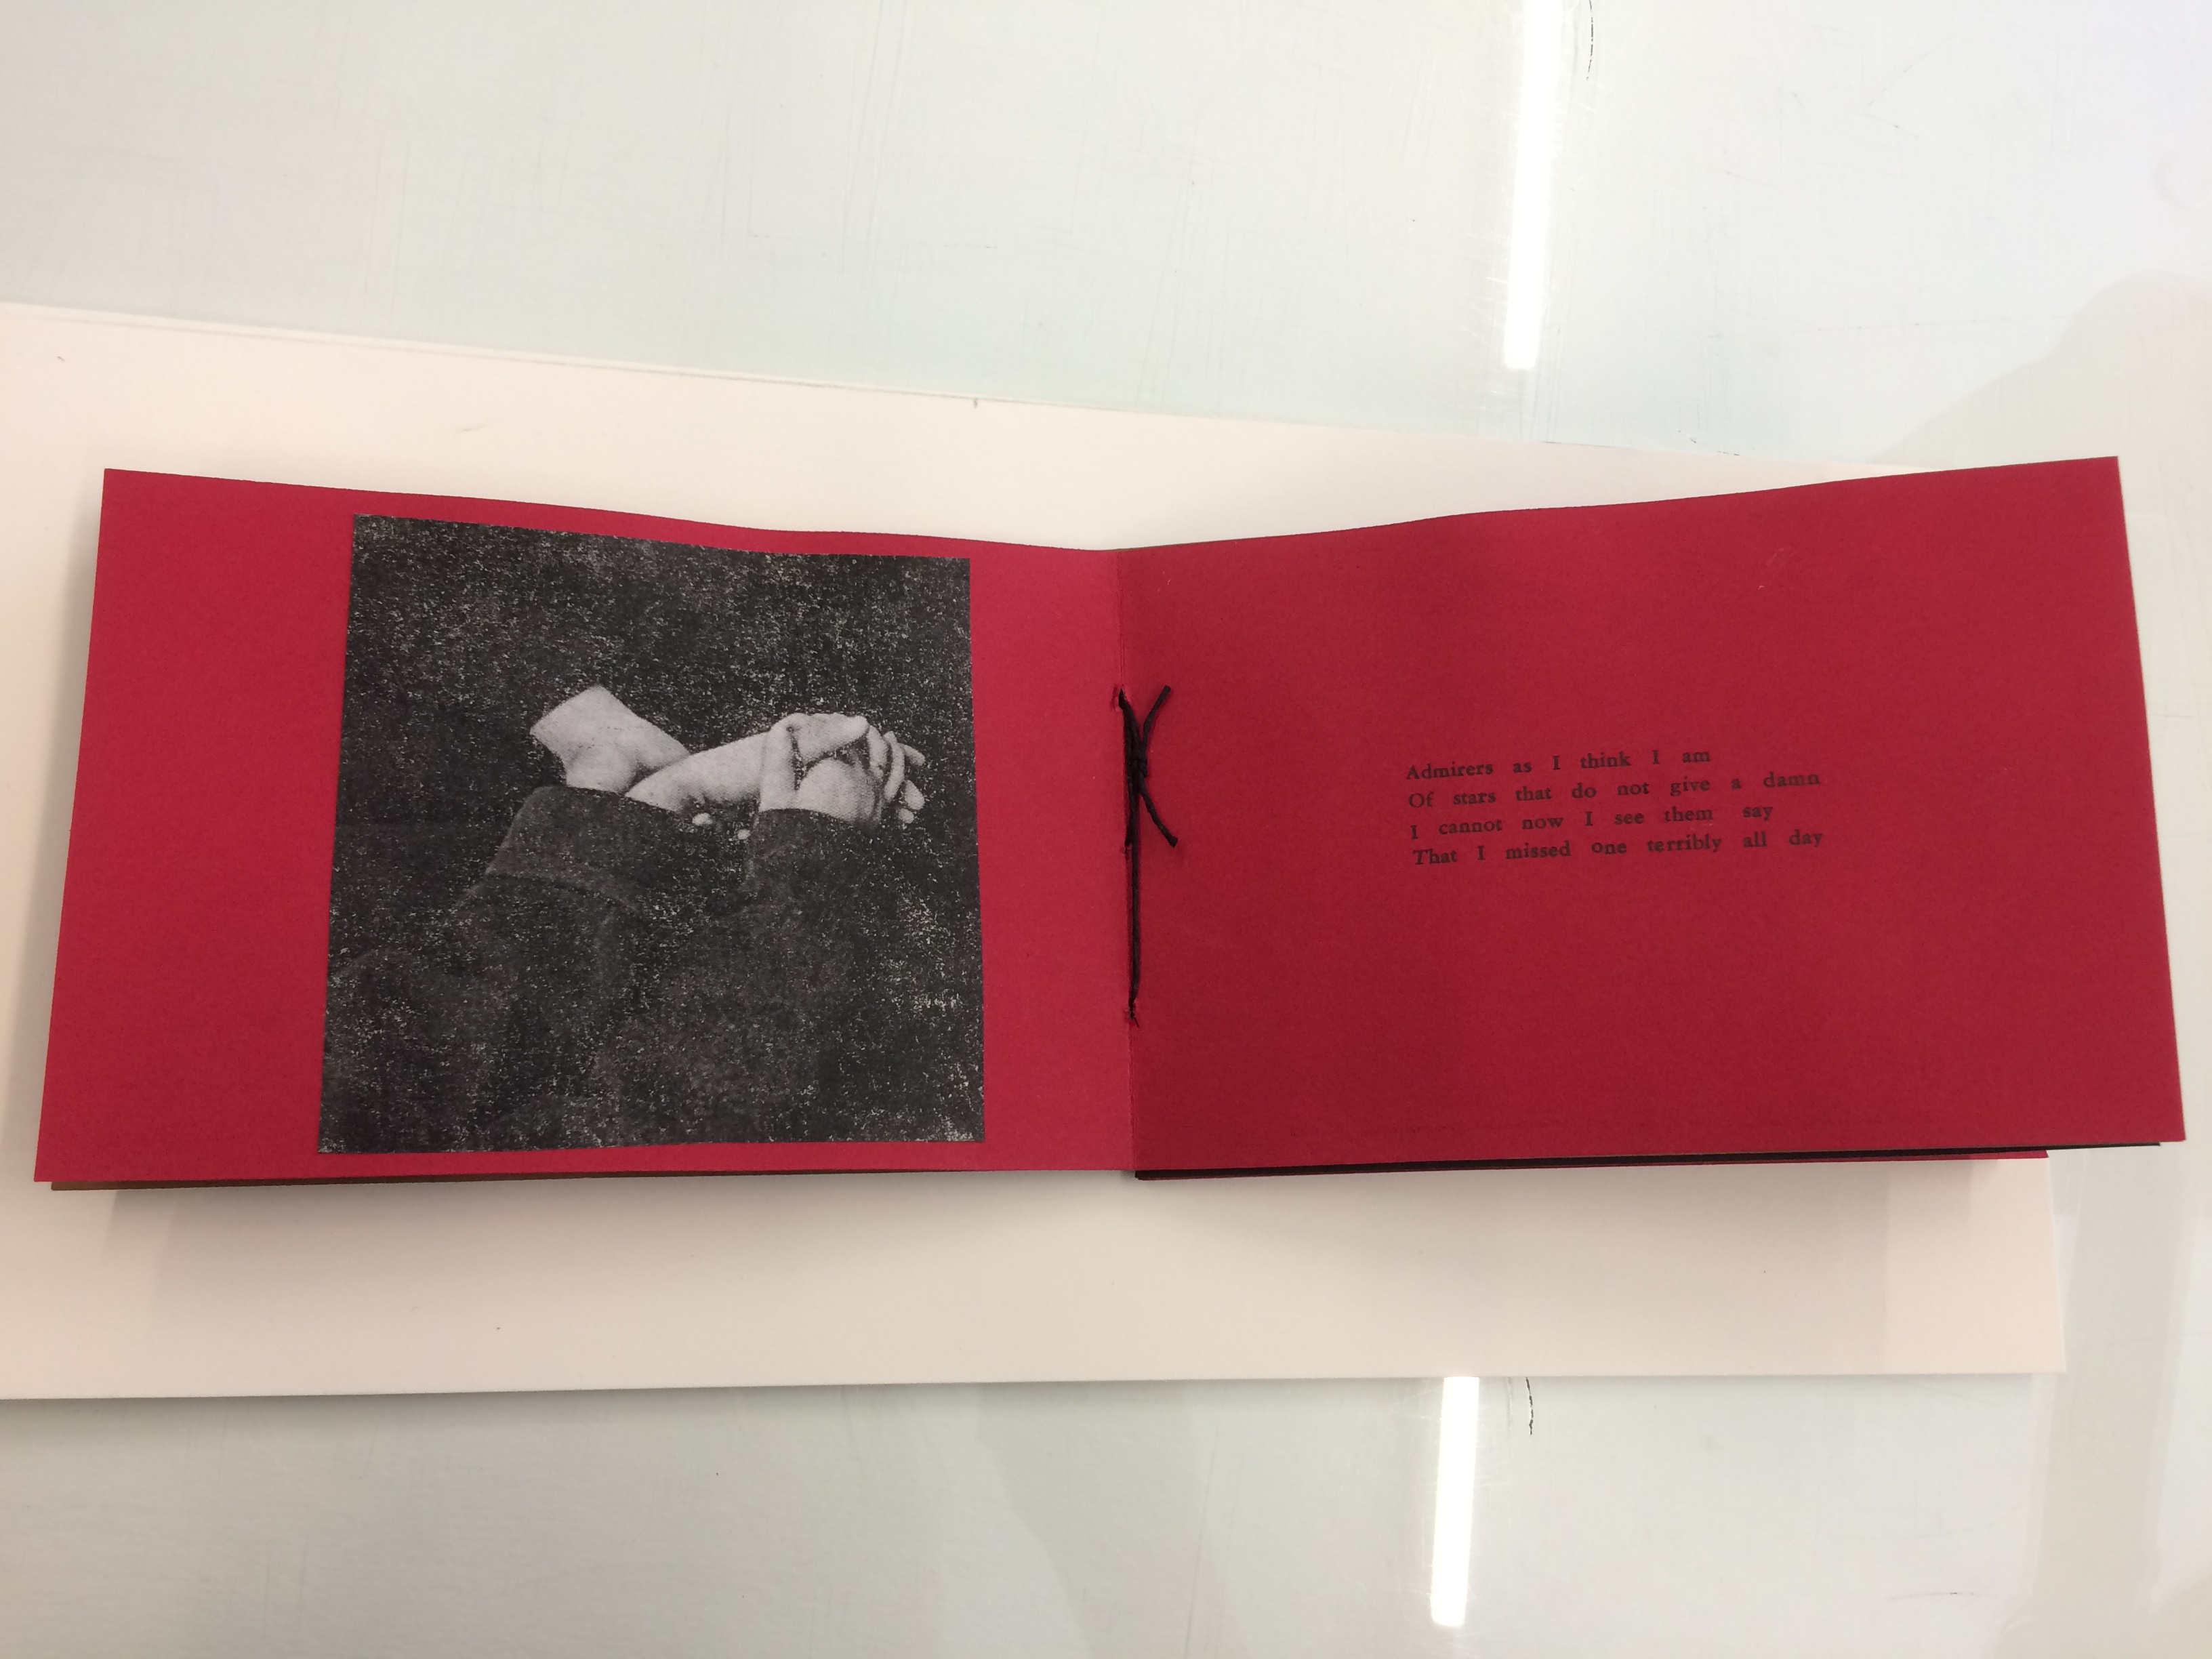 Admirers as I think I am
Of stars that do not give a damn
I cannot now I see them say
That I missed one terribly all day